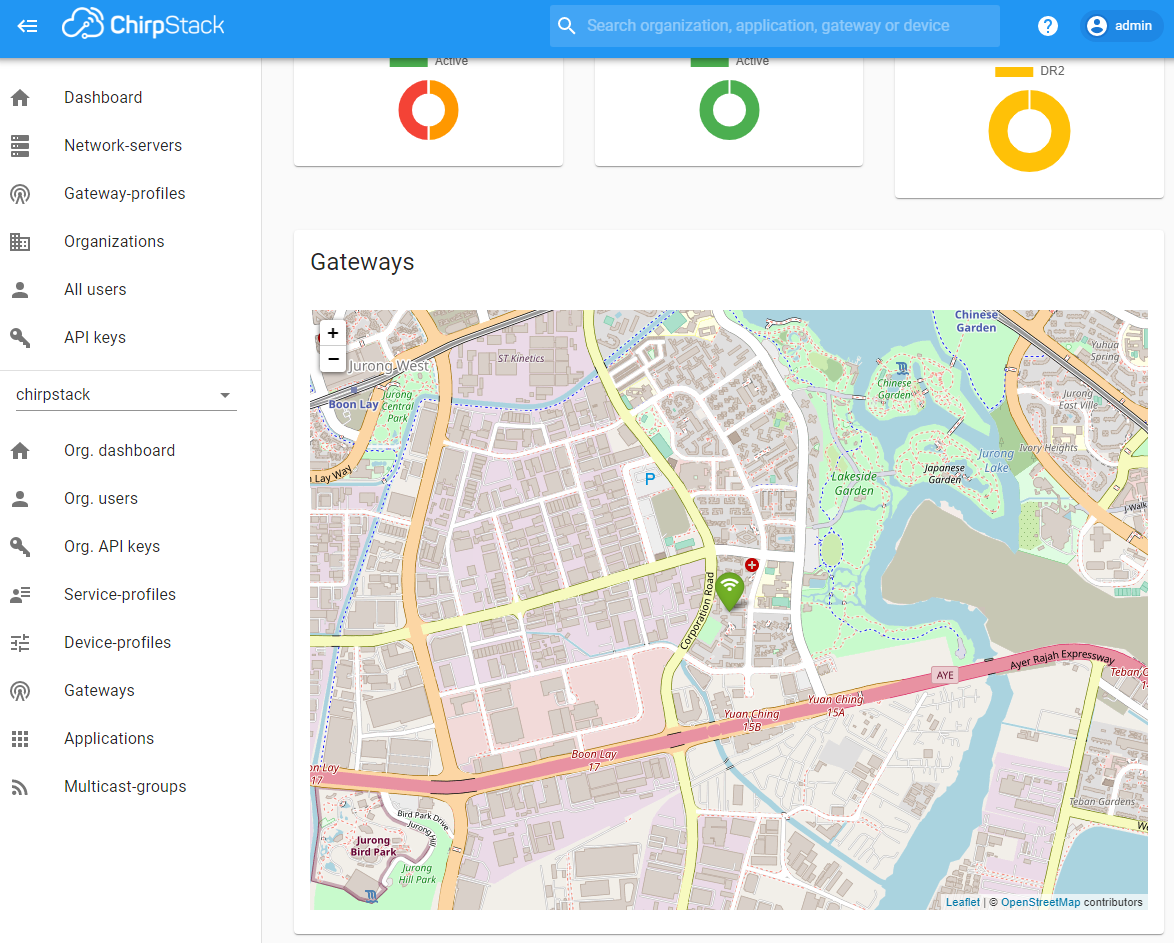 ChirpStack
Search organization, application, gateway or device
?
admin
Dashboard
Network-servers
Gateway-profiles
Organizations
All users
API keys
chirpstack
Org. dashboard
Org. users
Org. API keys
Service-profiles
Device-profiles
Gateways
Applications
Multicast-groups
Active
Active
DR2
Gateways
+
−
Jurong West
ST Kinetics
Chinese
Garden
Yuhua
Spring
Boon Lay
Jurong
Central
Park
Chinese
Garden
Jurong
East Ville
Ivory Heights
Jurong
Lake
Japanese
Garden
Lakeside
Garden
n Lay Way
P
J-Walk
Corporation Road
Ayer Rajah Expressway
AYE
Teban G
Yuan Ching
15A
Yuan Ching
15B
Boon Lay
17
on Lay
17
Teban Gardens
We
Bird Park Drive
Jurong Hill
Jurong
Bird Park
Jurong
Hill Park
Leaflet | © OpenStreetMap contributors